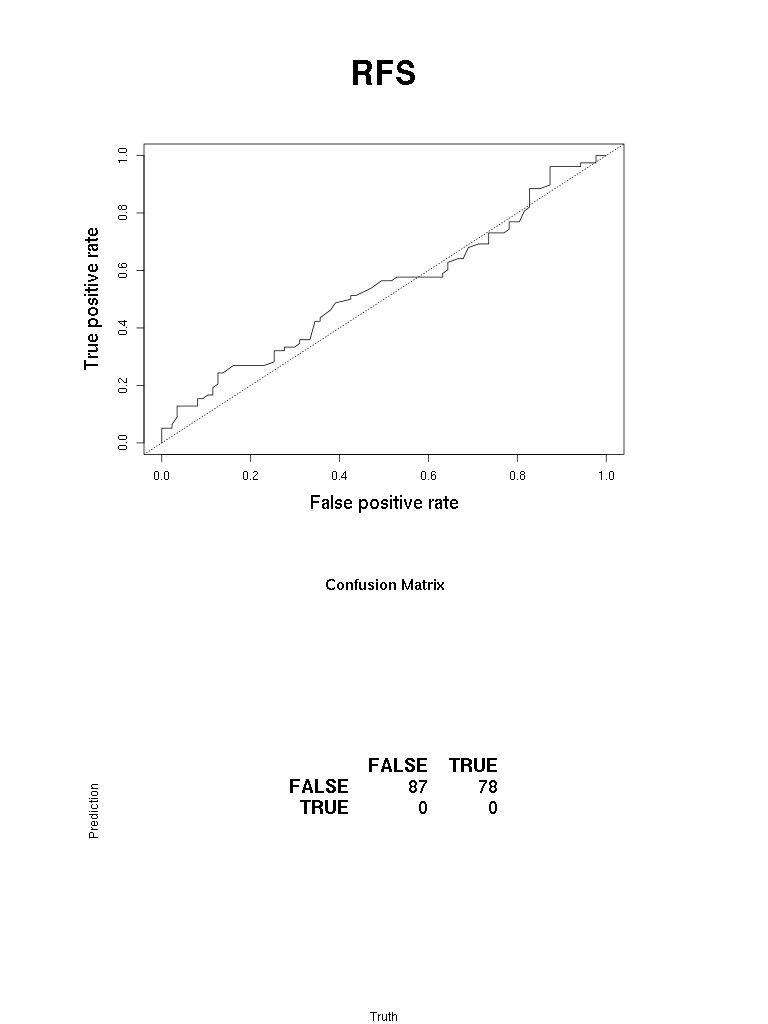 RFS
1.0
0.8
0.6
0.4
0.2
0.0
True positive rate
0.0 0.2 0.4 0.6 0.8 1.0
False positive rate
Confusion Matrix
FALSE TRUE
FALSE 87 78
TRUE 0 0
Prediction
Truth